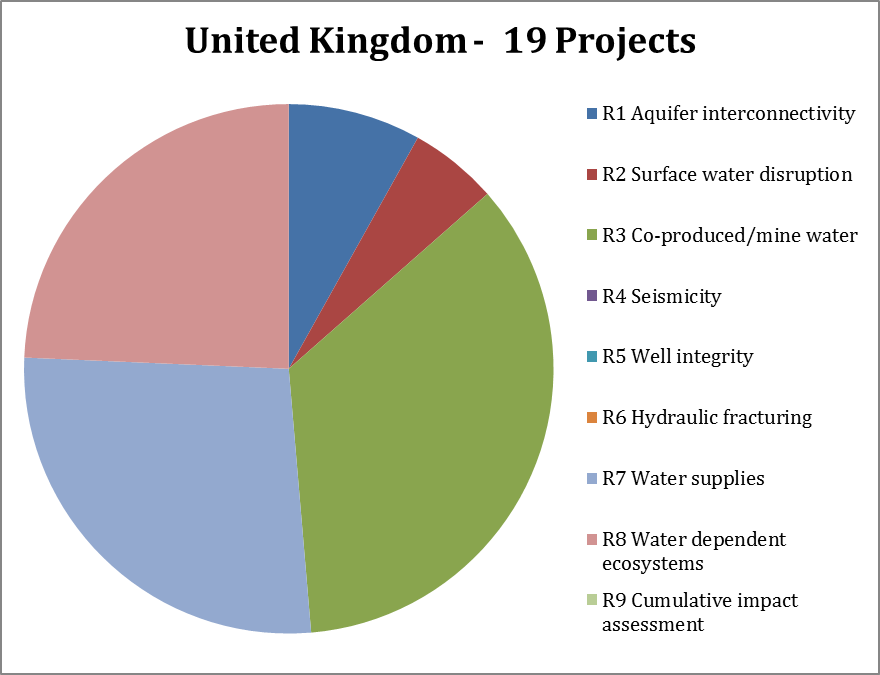 United Kingdom - 19 Projects
R1 Aquifer interconnectivity
R2 Surface water disruption
R3 Co-produced/mine water
R4 Seismicity
R5 Well integrity
R6 Hydraulic fracturing
R7 Water supplies
R8 Water dependent
ecosystems
R9 Cumulative impact
assessment